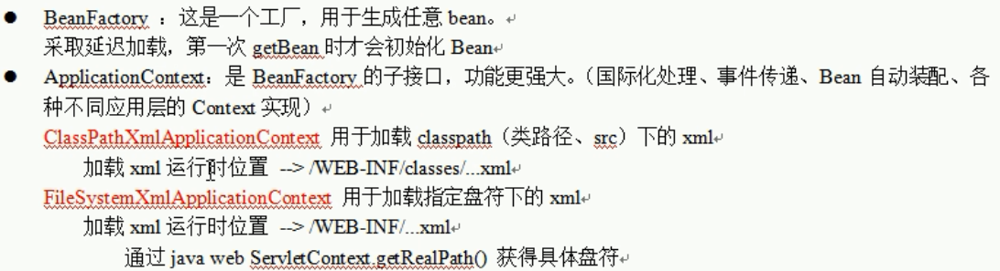 ● BeanFactory ：这是一个工厂，用于生成任意 bean。
采取延迟加载，第一次 getBean 时才会初始化 Bean
● ApplicationContext：是 BeanFactory 的子接口，功能更强大。（国际化处理、事件传递、Bean 自动装配、各
种不同应用层的 Context 实现）
ClassPathXmlApplicationContext 用于加载 classpath（类路径、src）下的 xml
加载 xml 运行时位置 --> /WEB-INF/classes/...xml
FileSystemXmlApplicationContext 用于加载指定盘符下的 xml
加载 xml 运行时位置 --> /WEB-INF/...xml
通过 java web ServletContext.getRealPath() 获得具体盘符